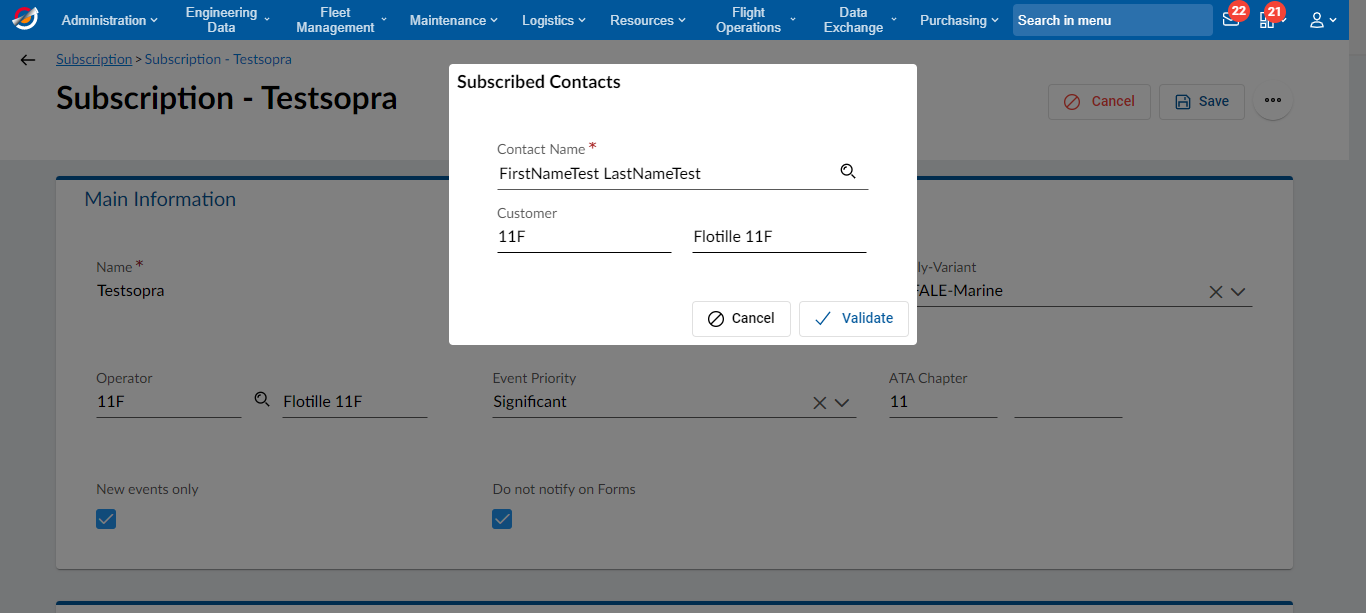 Administration
Engineering
Data
Fleet
Management
Maintenance
Logistics
Resources
Flight
Operations
Data
Exchange
Purchasing
Search in menu
22
21
Subscription > Subscription - Testsopra
Subscription - Testsopra
Cancel
Save
Subscribed Contacts
Contact Name *
FirstNameTest LastNameTest
Customer
11F
Flotille 11F
Cancel
Validate
Main Information
Name *
Testsopra
ly-Variant
FALE-Marine
Operator
11F
Flotille 11F
Event Priority
Significant
ATA Chapter
11
New events only
Do not notify on Forms